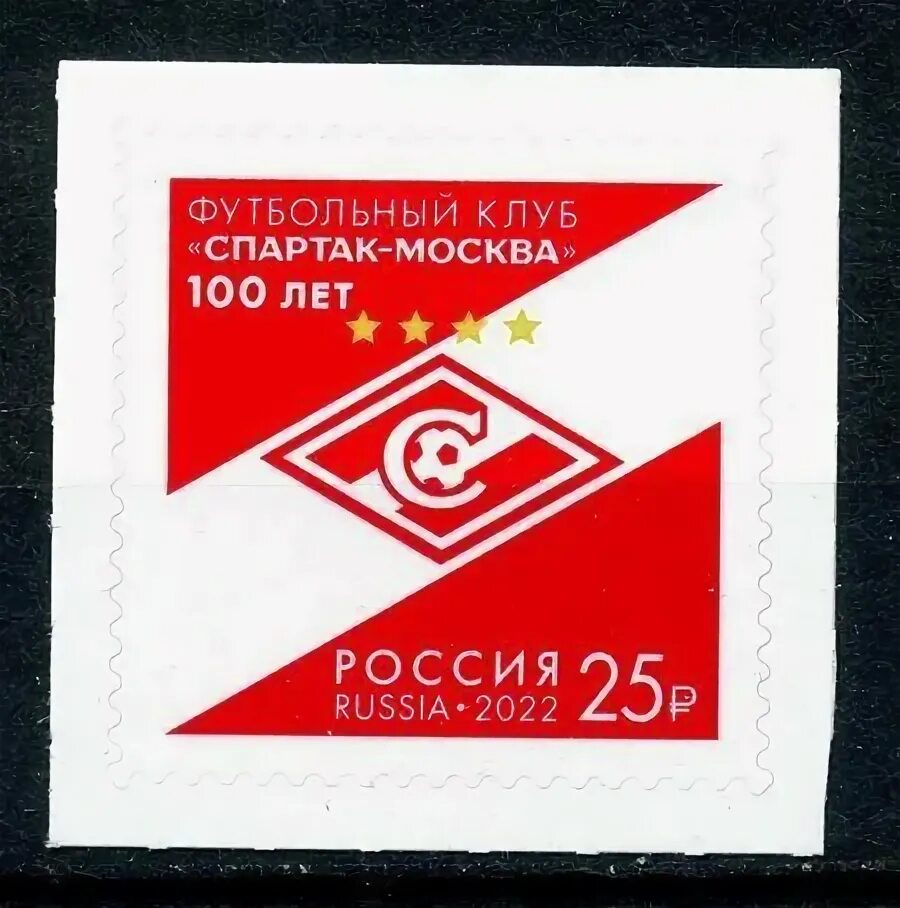 ФУТБОЛЬНЫЙ КЛУБ
«СПАРТАК-МОСКВА»
100 ЛЕТ
С
РОССИЯ
RUSSIA • 2022 25₽